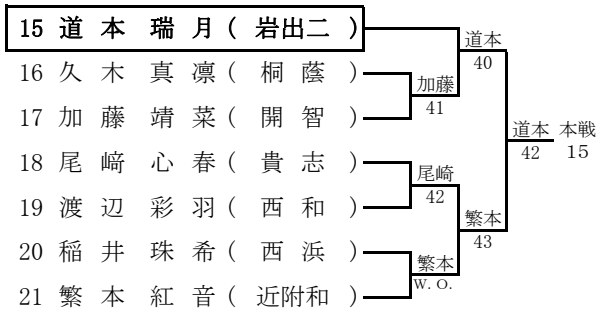 15 道本 瑞月 ( 岩出二 )
16 久木 真凛 ( 桐蔭 )
17 加藤 靖菜 ( 開智 )
18 尾﨑 心春 ( 貴志 )
19 渡辺 彩羽 ( 西和 )
20 稲井 珠希 ( 西浜 )
21 繁本 紅音 ( 近附和 )
道本
40
加藤
41
道本 本戦
42 15
尾崎
42
繁本
43
繁本
W.O.